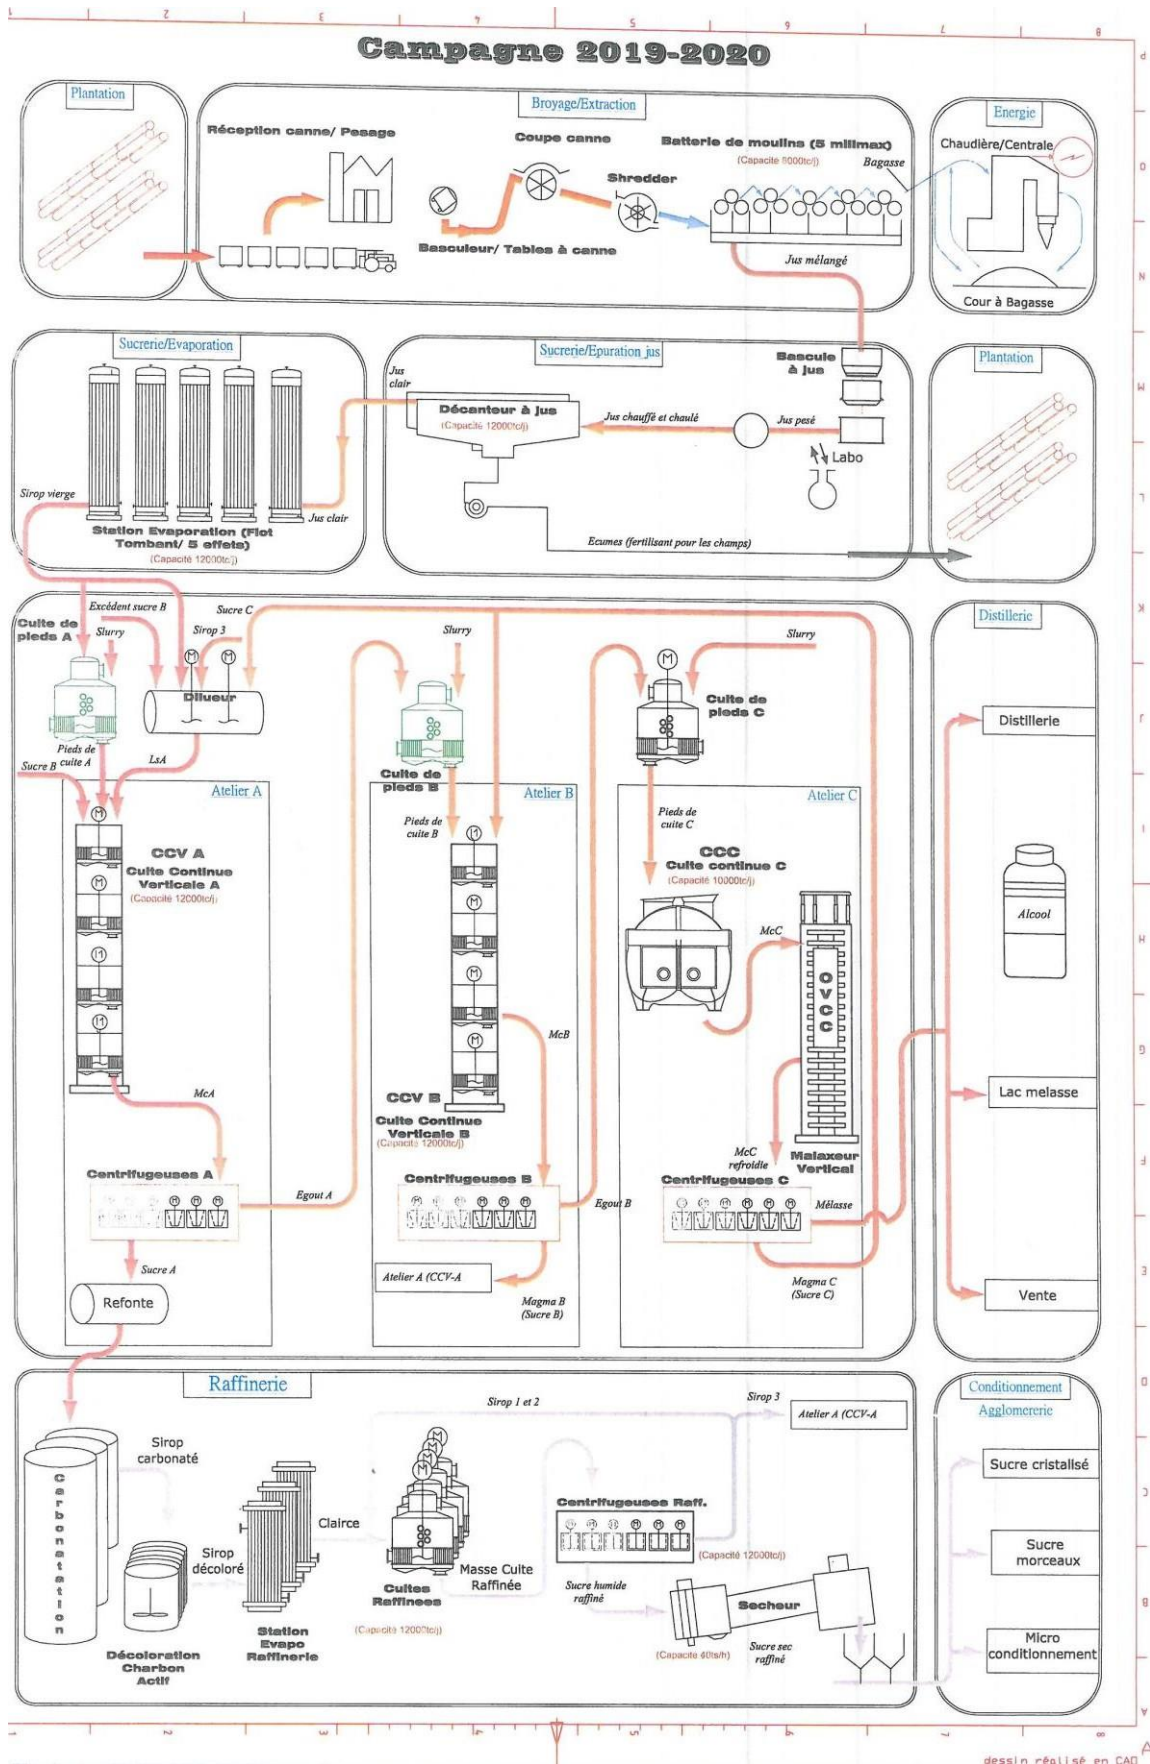 Campagne 2019-2020
Plantation
Broyage/Extraction
Energie
Réception canne/ Pesage
Coupe canne
Batterie de moulins (5 millmax)
Bagasse
Chaudière/Centrale
Shredder
Basculeur/ Tables à canne
Jus mélangé
Cour à Bagasse
Sucrerie/Evaporation
Sucrerie/Epuration jus
Plantation
Bascule
à jus
Jus
clair
Décanteur à jus
(Capacité 12000tc/j)
Jus chauffé et chaulé
Jus pesé
Labo
Sirop vierge
Jus clair
Station Evaporation (Flot
Tombant/ 5 effets)
(Capacité 12000tc/j)
Ecumes (fertilisant pour les champs)
Culte de
pieds A
Excédent sucre B
Slurry
Sirop 3
Sucre C
Slurry
Slurry
Distillerie
Dilueur
Culte de
pieds C
Distillerie
Pieds de
cuite A
Sucre B
LsA
Culte de
pieds B
Atelier A
Atelier B
Atelier C
Pieds de
cuite B
Pieds de
cuite C
CCV A
Cuite Continue
Verticale A
(Capacité 12000tc/j)
CCC
Culte continue C
(Capacité 10000tc/j)
Alcool
McC
OVCC
McB
McA
CCV B
Cuite Continue
Verticale B
(Capacité 12000tc/j)
Lac melasse
McC
refroidie
Malaxeur
Vertical
Centrifugeuses A
Centrifugeuses B
Centrifugeuses C
Egout A
Egout B
Mélasse
Sucre A
Atelier A (CCV-A
Magma B
(Sucre B)
Magma C
(Sucre C)
Refonte
Vente
Raffinerie
Conditionnement
Agglomererie
Sirop 1 et 2
Sirop 3
Atelier A (CCV-A
Sirop
carbonaté
Carbonatation
Sucre cristalisé
Clairce
Centrifugeuses Raff.
(Capacité 12000tc/j)
Sirop
décoloré
Masse Cuite
Raffinée
Sucre
morceaux
Cuites
Raffinees
(Capacité 12000tc/j)
Sucre humide
raffiné
Secheur
Station
Evapo
Raffinerie
Décoloration
Charbon
Actif
(Capacité 40ts/h)
Sucre sec
raffiné
Micro
conditionnement
dessin réalisé en CAO